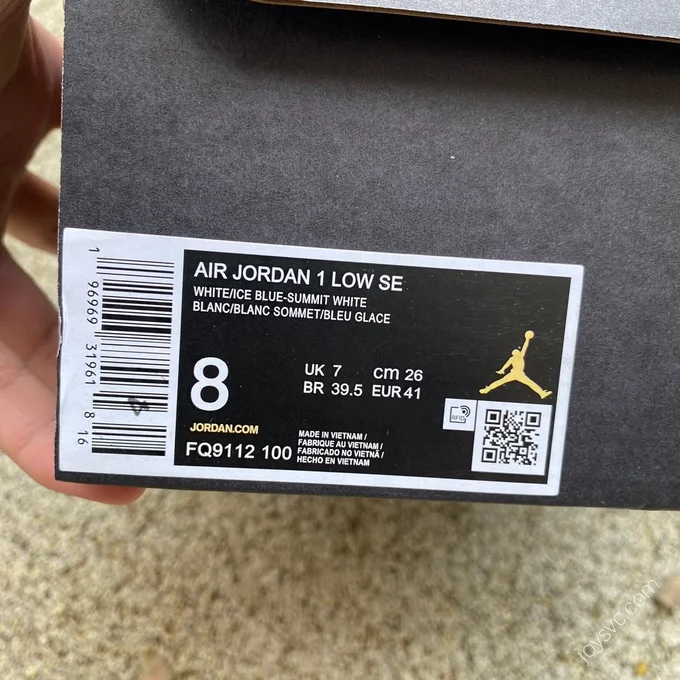 AIR JORDAN 1 LOW SE
WHITE/ICE BLUE-SUMMIT WHITE
BLANC/BLANC SOMMET/BLEU GLACE
8
UK 7 cm 26
BR 39.5 EUR 41
JORDAN.COM
FQ9112 100
MADE IN VIETNAM /
FABRIQUE AU VIETNAM /
FABRICADO NO VIETNÃ /
HECHO EN VIETNAM
RFID
1 96969 31961 8 16
joysvc.com